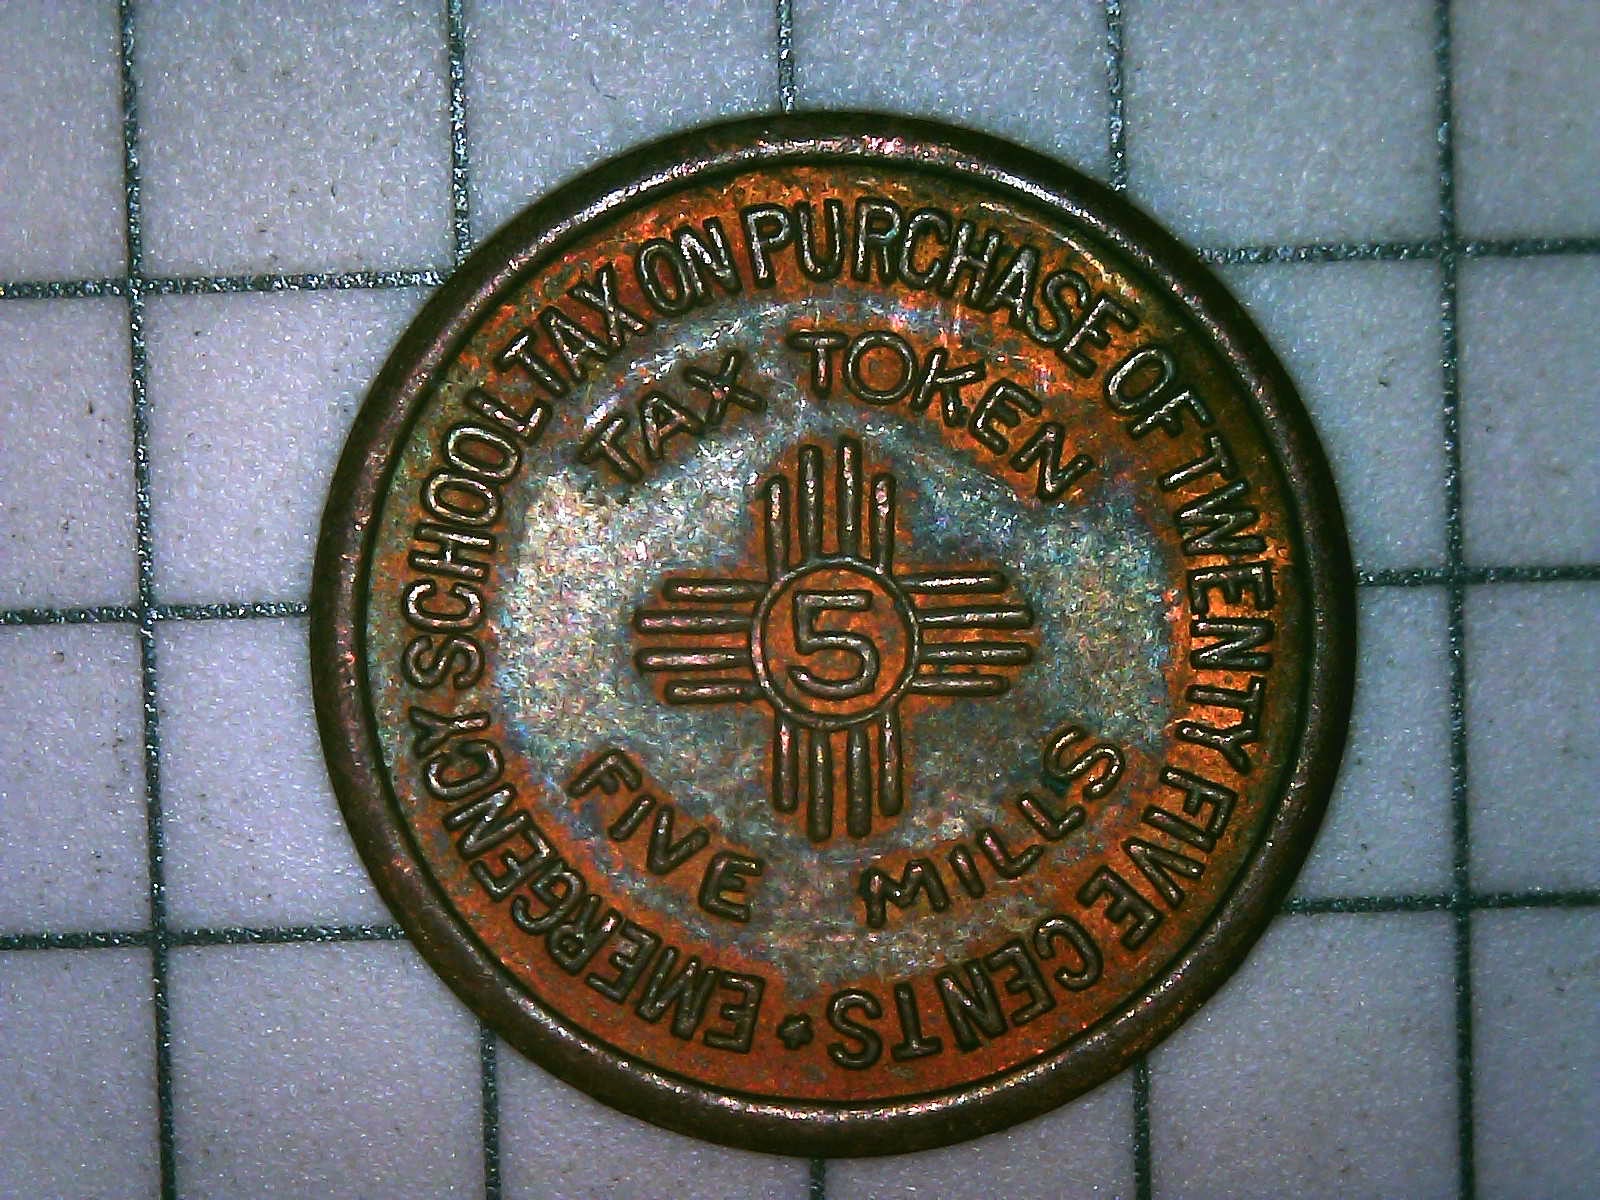 EMERGENCY SCHOOL TAX ON PURCHASE OF TWENTY FIVE CENTS
TAX TOKEN
5
FIVE MILLS